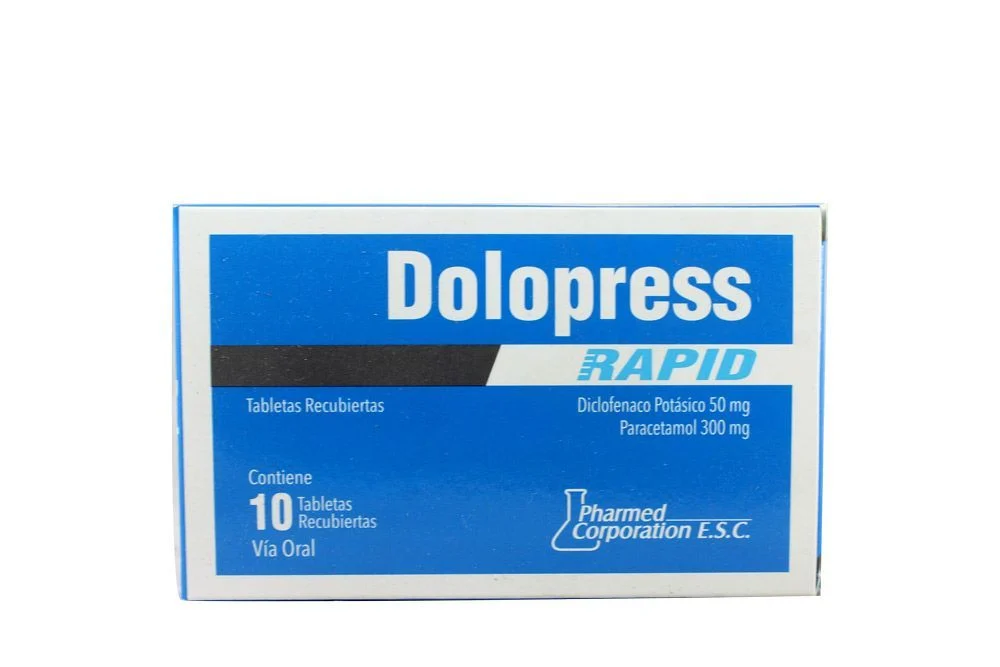 Dolopress
RAPID
Tabletas Recubiertas
Diclofenaco Potásico 50 mg
Paracetamol 300 mg
Contiene
10 Tabletas
Recubiertas
Vía Oral
Pharmed
Corporation E.S.C.